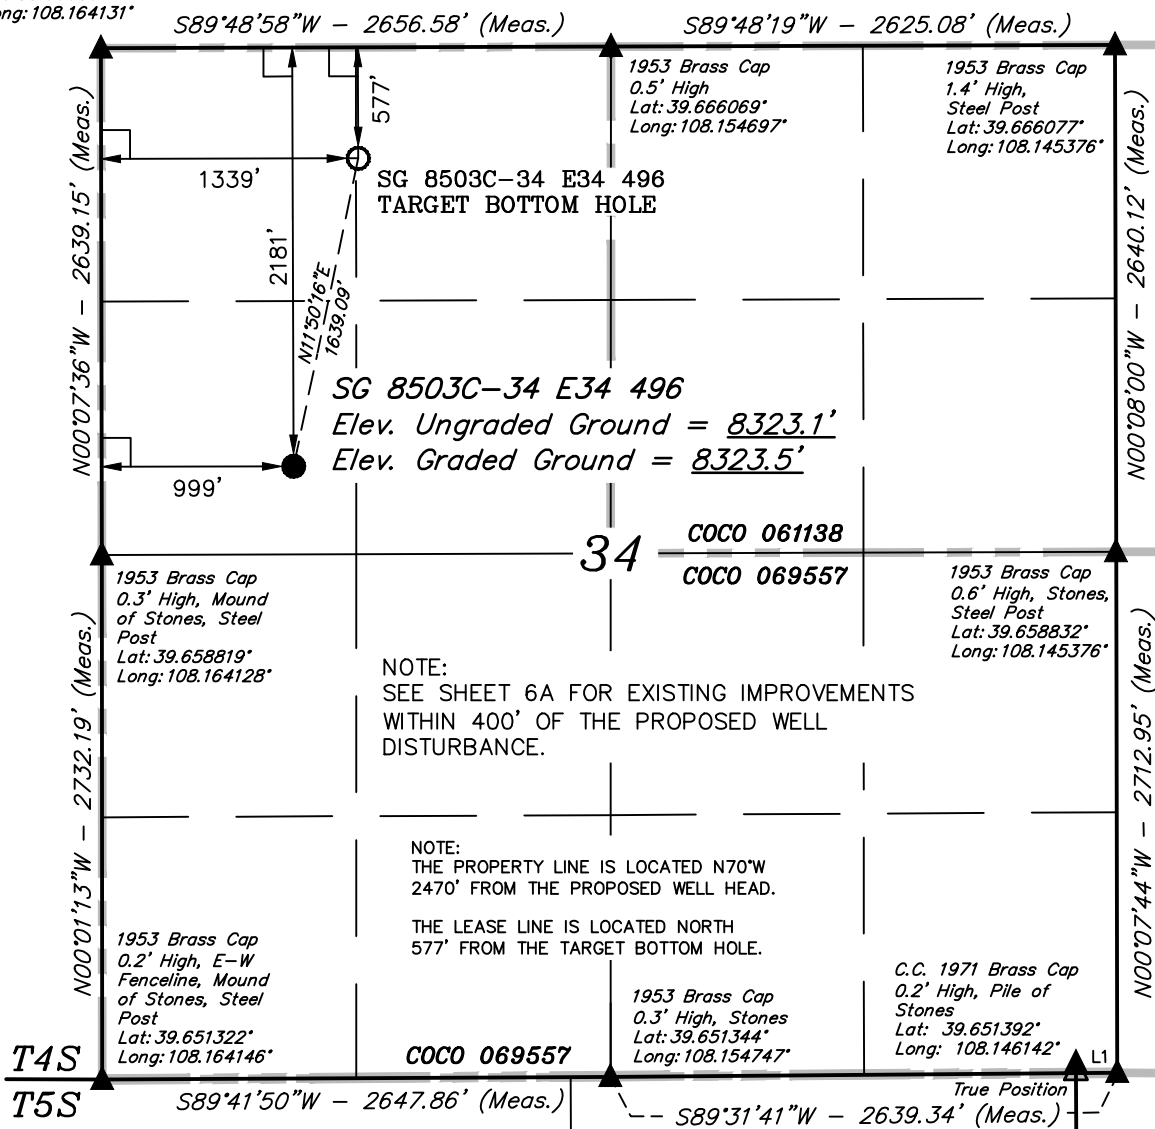 Long: 108.164131°
S89°48'58"W - 2656.58' (Meas.)
S89°48'19"W - 2625.08' (Meas.)
1953 Brass Cap
0.5' High
Lat: 39.666069°
Long: 108.154697°
1953 Brass Cap
1.4' High,
Steel Post
Lat: 39.666077°
Long: 108.145376°
N00°07'36"W - 2639.15' (Meas.)
577'
1339'
SG 8503C-34 E34 496
TARGET BOTTOM HOLE
2181'
N11°50'16"E
1639.09'
N00°08'00"W - 2640.12' (Meas.)
SG 8503C-34 E34 496
Elev. Ungraded Ground = 8323.1'
Elev. Graded Ground = 8323.5'
999'
34
COCO 061138
COCO 069557
1953 Brass Cap
0.3' High, Mound
of Stones, Steel
Post
Lat: 39.658819°
Long: 108.164128°
1953 Brass Cap
0.6' High, Stones,
Steel Post
Lat: 39.658832°
Long: 108.145376°
NOTE:
SEE SHEET 6A FOR EXISTING IMPROVEMENTS
WITHIN 400' OF THE PROPOSED WELL
DISTURBANCE.
N00°01'13"W - 2732.19' (Meas.)
N00°07'44"W - 2712.95' (Meas.)
NOTE:
THE PROPERTY LINE IS LOCATED N70°W
2470' FROM THE PROPOSED WELL HEAD.
THE LEASE LINE IS LOCATED NORTH
577' FROM THE TARGET BOTTOM HOLE.
1953 Brass Cap
0.2' High, E-W
Fenceline, Mound
of Stones, Steel
Post
Lat: 39.651322°
Long: 108.164146°
COCO 069557
1953 Brass Cap
0.3' High, Stones
Lat: 39.651344°
Long: 108.154747°
C.C. 1971 Brass Cap
0.2' High, Pile of
Stones
Lat: 39.651392°
Long: 108.146142°
L1
T4S
T5S
True Position
S89°41'50"W - 2647.86' (Meas.)
S89°31'41"W - 2639.34' (Meas.)